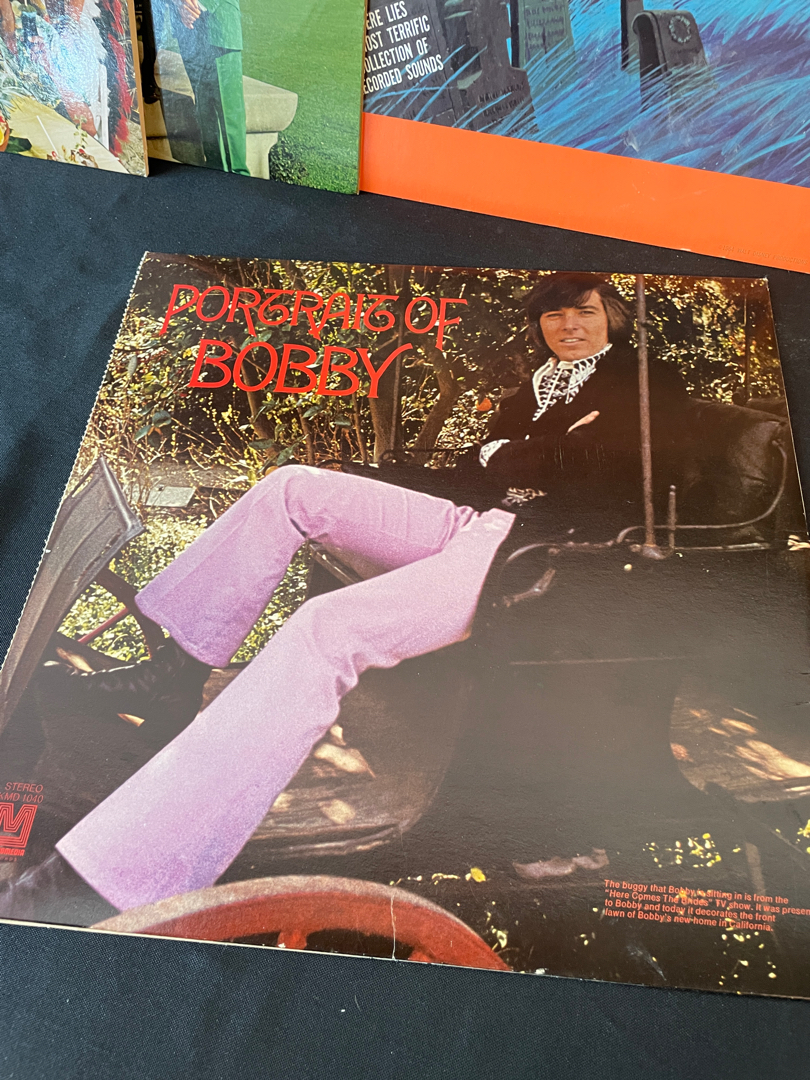 ERE LIES
OST TERRIFIC
OLLECTION OF
ECORDED SOUNDS
PORTRAIT OF
BOBBY
STEREO
KMD 1040
The buggy that Bobby is sitting in is from the
"Here Comes The Brides" TV show. It was presen
to Bobby and today it decorates the front
lawn of Bobby's new home in California.